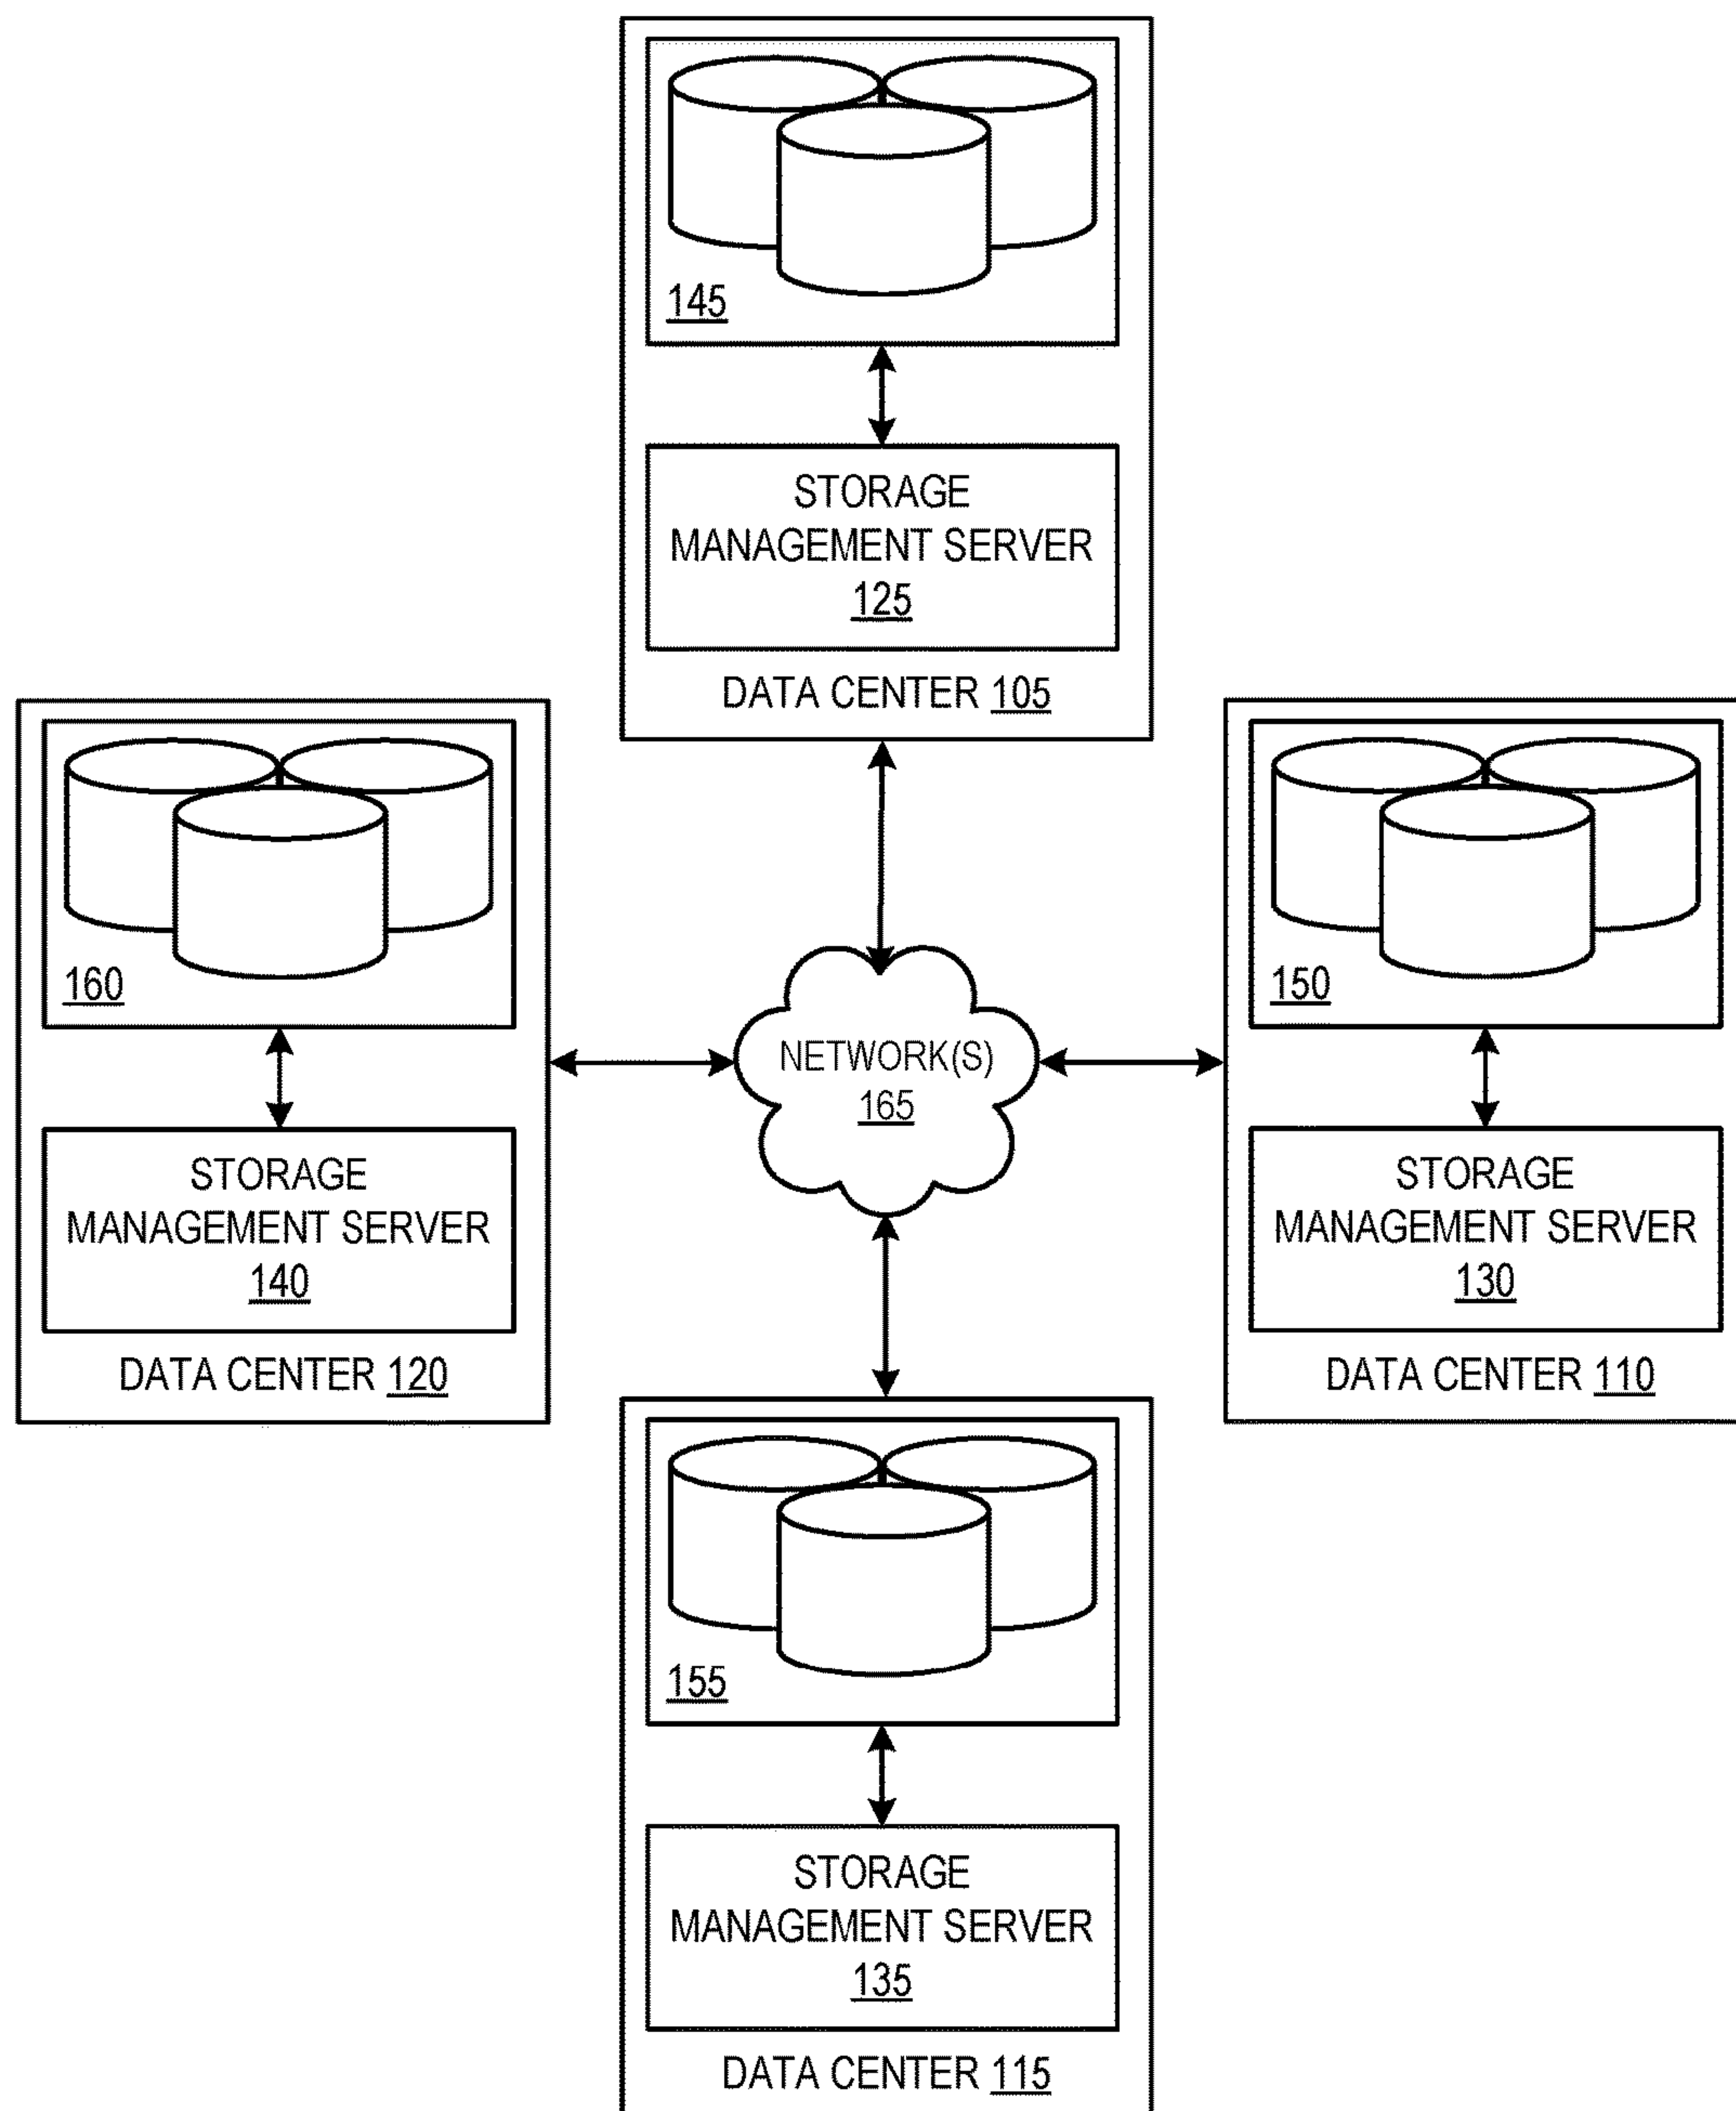 145
STORAGE
MANAGEMENT SERVER
125
DATA CENTER 105
160
STORAGE
MANAGEMENT SERVER
140
DATA CENTER 120
NETWORK(S)
165
150
STORAGE
MANAGEMENT SERVER
130
DATA CENTER 110
155
STORAGE
MANAGEMENT SERVER
135
DATA CENTER 115